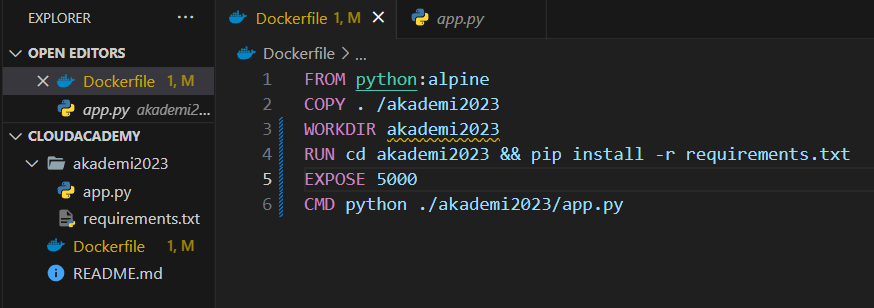 EXPLORER ...
OPEN EDITORS
Dockerfile 1, M
app.py akademi2...
CLOUDACADEMY
akademi2023
app.py
requirements.txt
Dockerfile 1, M
README.md
Dockerfile 1, M
app.py
Dockerfile > ...
1 FROM python:alpine
2 COPY . /akademi2023
3 WORKDIR akademi2023
4 RUN cd akademi2023 && pip install -r requirements.txt
5 EXPOSE 5000
6 CMD python ./akademi2023/app.py